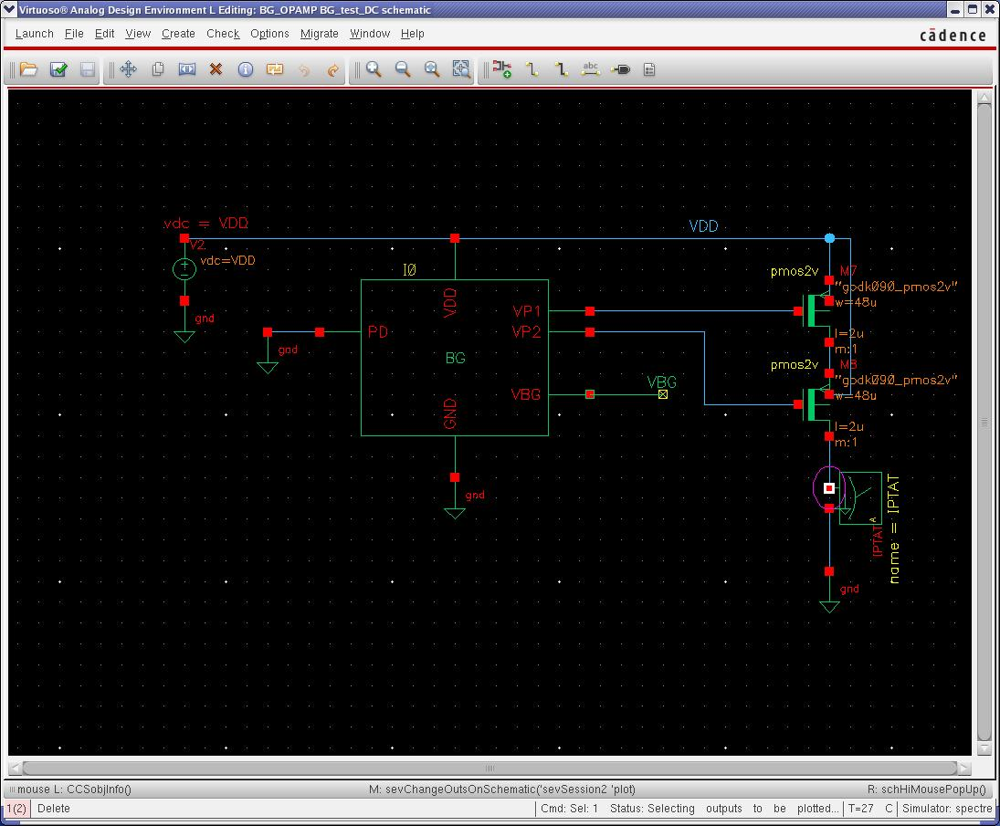 Virtuoso® Analog Design Environment L Editing: BG_OPAMP BG_test_DC schematic
Launch File Edit View Create Check Options Migrate Window Help
cādence
abc
vdc = VDD
VDD
V2
vdc=VDD
gnd
I0
VDD
PD
BG
GND
VP1
VP2
VBG
VBG
gnd
gnd
pmos2v
M7
"gpdk090_pmos2v"
w=48u
l=2u
m:1
pmos2v
M8
"gpdk090_pmos2v"
w=48u
l=2u
m:1
A
IPTAT
name = IPTAT
gnd
mouse L: CCSobjInfo() M: sevChangeOutsOnSchematic('sevSession2 'plot) R: schHiMousePopUp()
1(2) Delete Cmd: Sel: 1 Status: Selecting outputs to be plotted... T=27 C Simulator: spectre